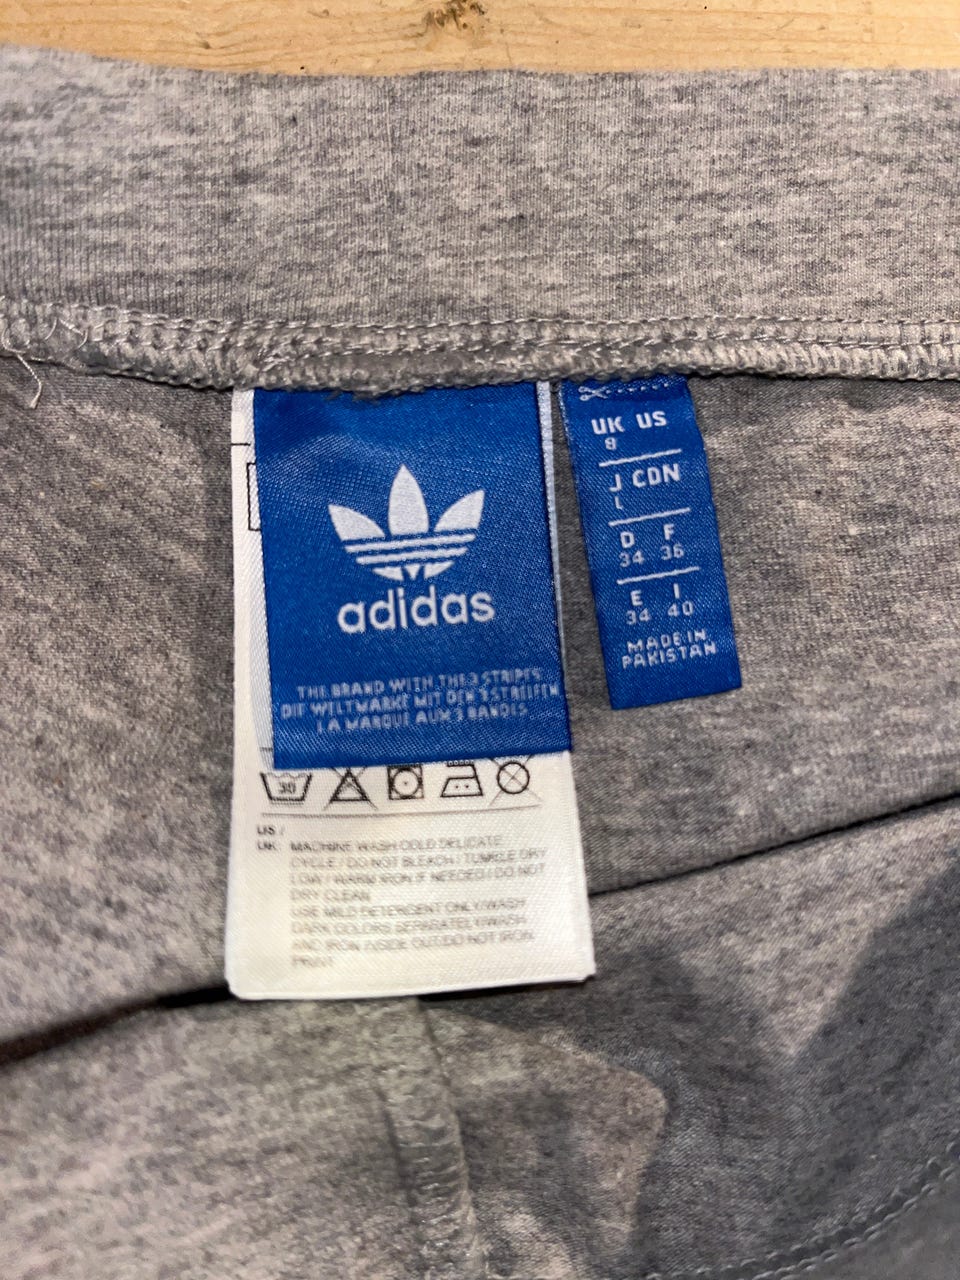 adidas
THE BRAND WITH THE 3 STRIPES
DIE WELTMARKE MIT DEN 3 STREIFEN
LA MARQUE AUX 3 BANDES
30
US /
UK: MACHINE WASH COLD DELICATE
CYCLE / DO NOT BLEACH / TUMBLE DRY
LOW / WARM IRON IF NEEDED / DO NOT
DRY CLEAN
USE MILD DETERGENT ONLY/WASH
DARK COLORS SEPARATELY/WASH
AND IRON INSIDE OUT/DO NOT IRON
PRINT
UK US
8
J CDN
L
D F
34 36
E I
34 40
MADE IN
PAKISTAN